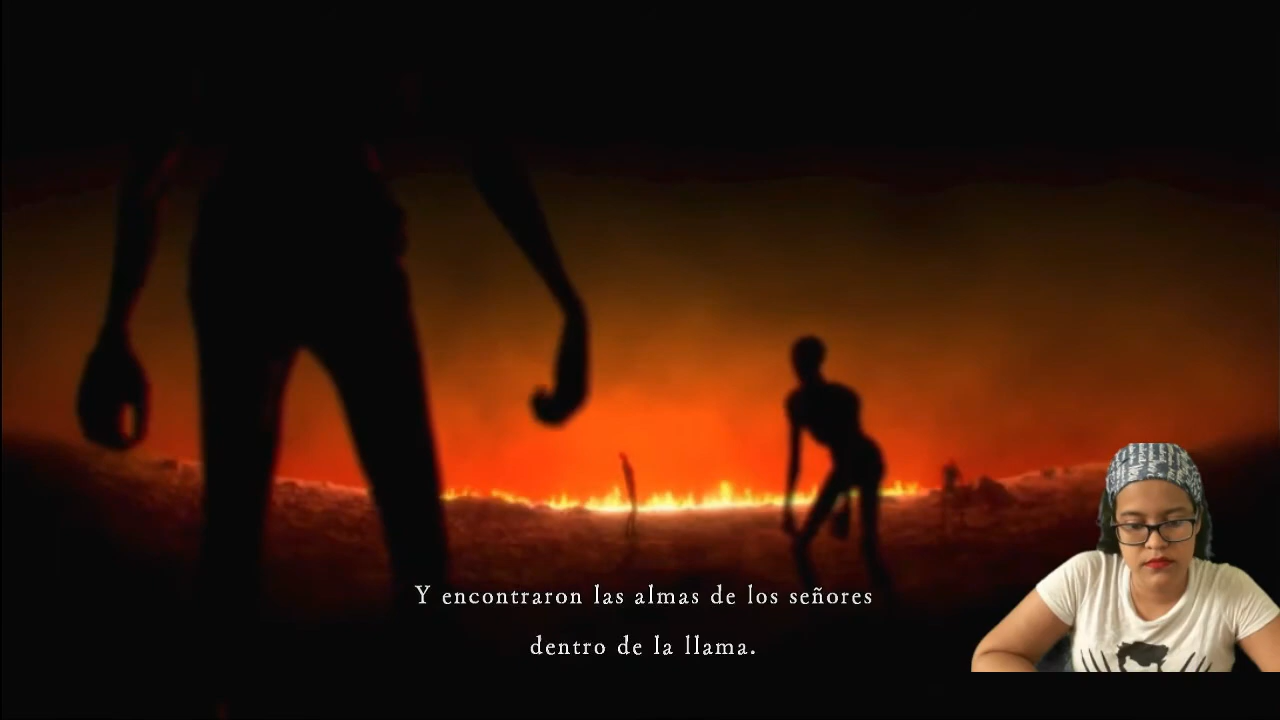 Y encontraron las almas de los señores
dentro de la llama.